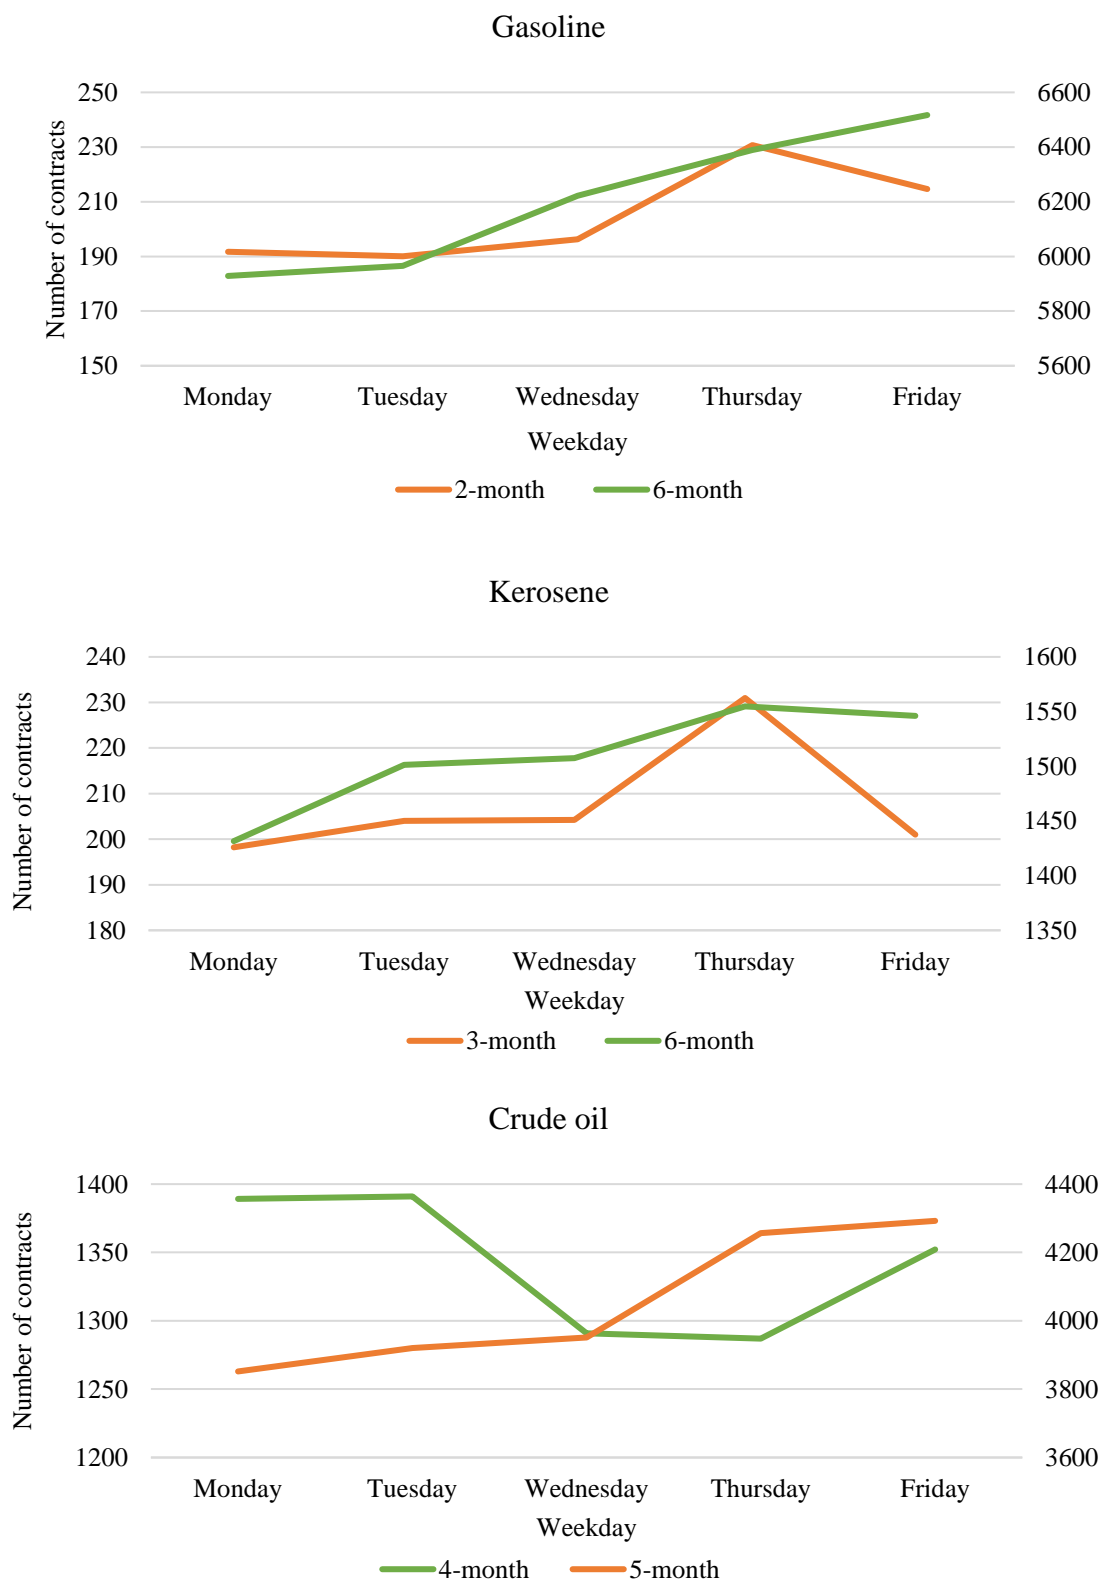 Gasoline
Number of contracts
250 6600
230 6400
210 6200
190 6000
170 5800
150 5600
Monday Tuesday Wednesday Thursday Friday
Weekday
2-month 6-month
Kerosene
Number of contracts
240 1600
230 1550
220 1500
210 1450
200 1400
190 1350
180
Monday Tuesday Wednesday Thursday Friday
Weekday
3-month 6-month
Crude oil
Number of contracts
1400 4400
1350 4200
1300 4000
1250 3800
1200 3600
Monday Tuesday Wednesday Thursday Friday
Weekday
4-month 5-month